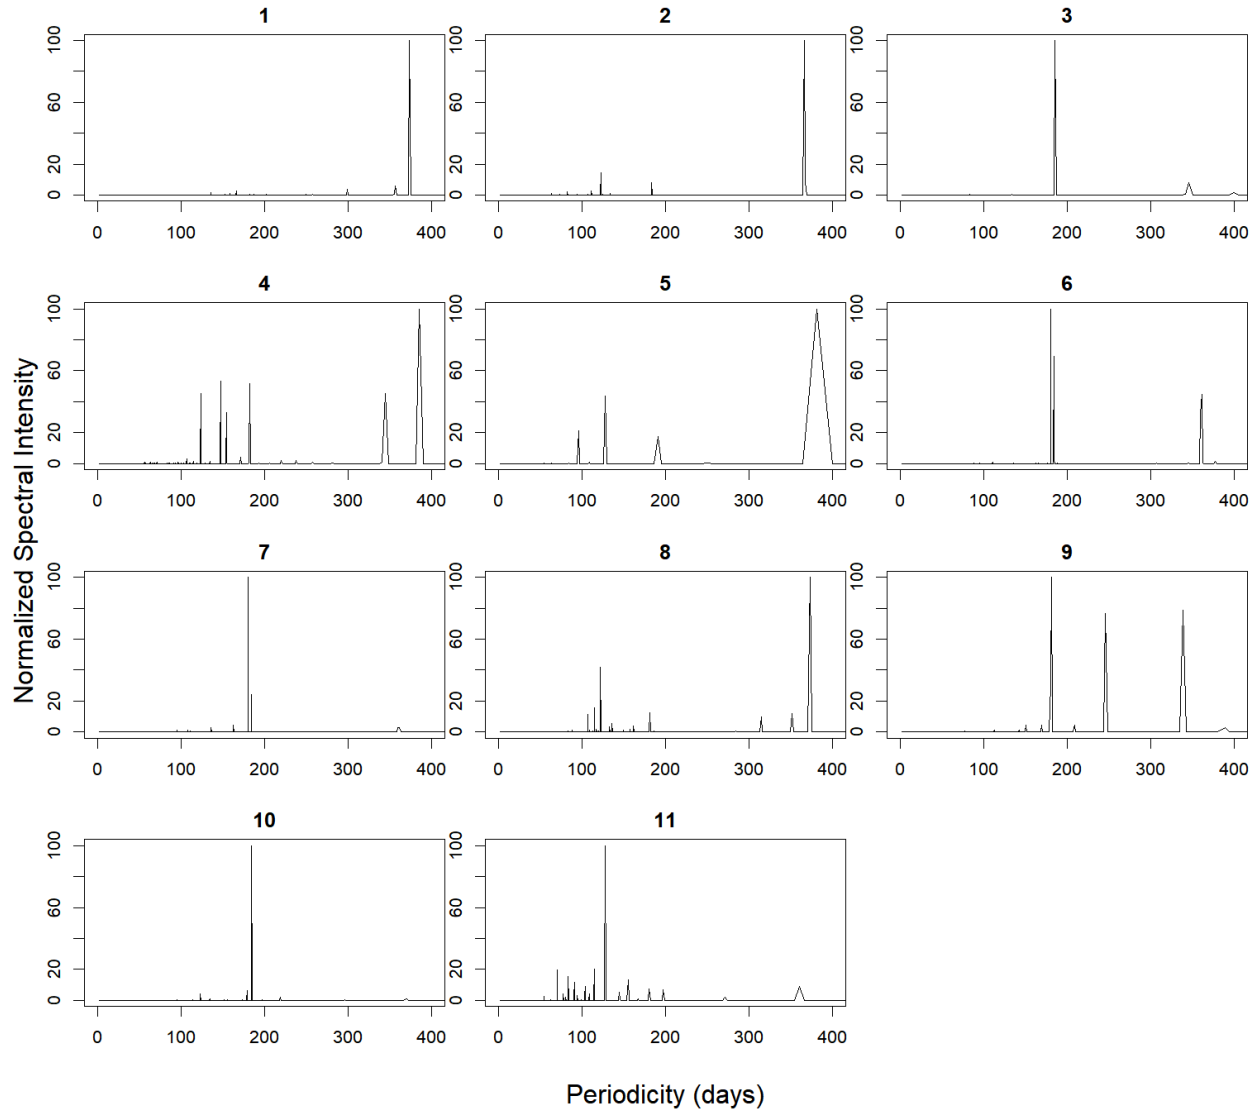 1 2 3
0 20 60 100 0 20 60 100 0 20 60 100
0 100 200 300 400 0 100 200 300 400 0 100 200 300 400
4 5 6
0 20 60 100 0 20 60 100 0 20 60 100
0 100 200 300 400 0 100 200 300 400 0 100 200 300 400
Normalized Spectral Intensity
7 8 9
0 20 60 100 0 20 60 100 0 20 60 100
0 100 200 300 400 0 100 200 300 400 0 100 200 300 400
10 11
0 20 60 100 0 20 60 100
0 100 200 300 400 0 100 200 300 400
Periodicity (days)